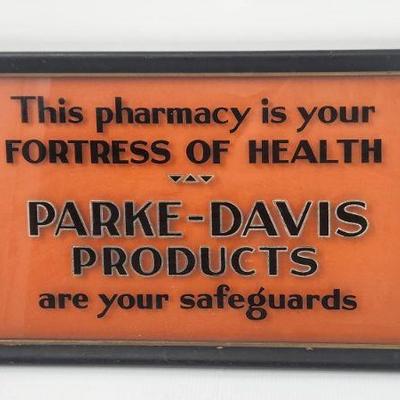 This pharmacy is your
FORTRESS OF HEALTH
PARKE-DAVIS
PRODUCTS
are your safeguards